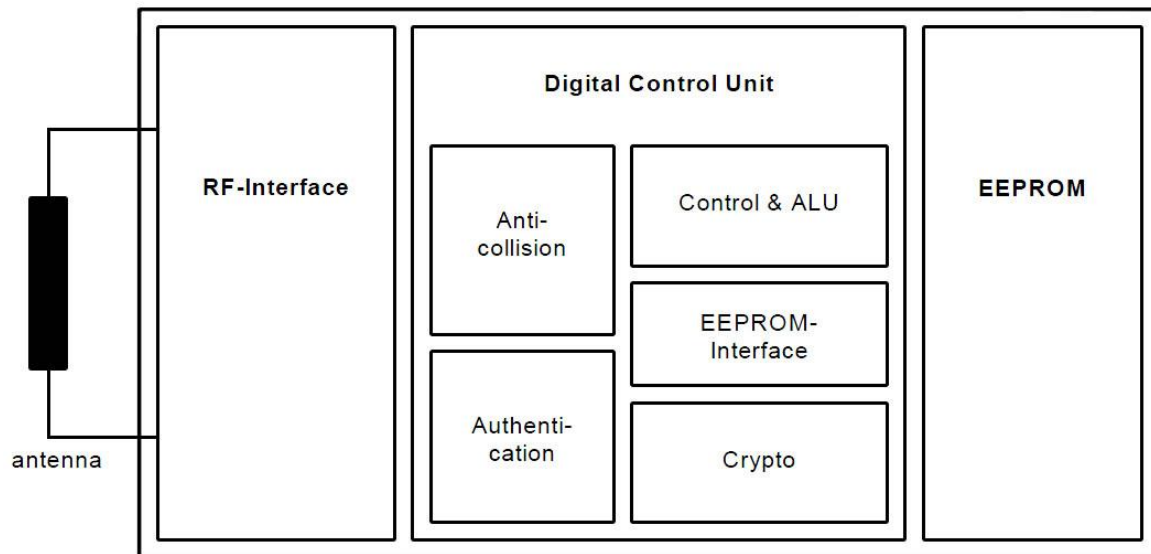 Digital Control Unit
RF-Interface
EEPROM
Anti-
collision
Control & ALU
EEPROM-
Interface
Authenti-
cation
Crypto
antenna